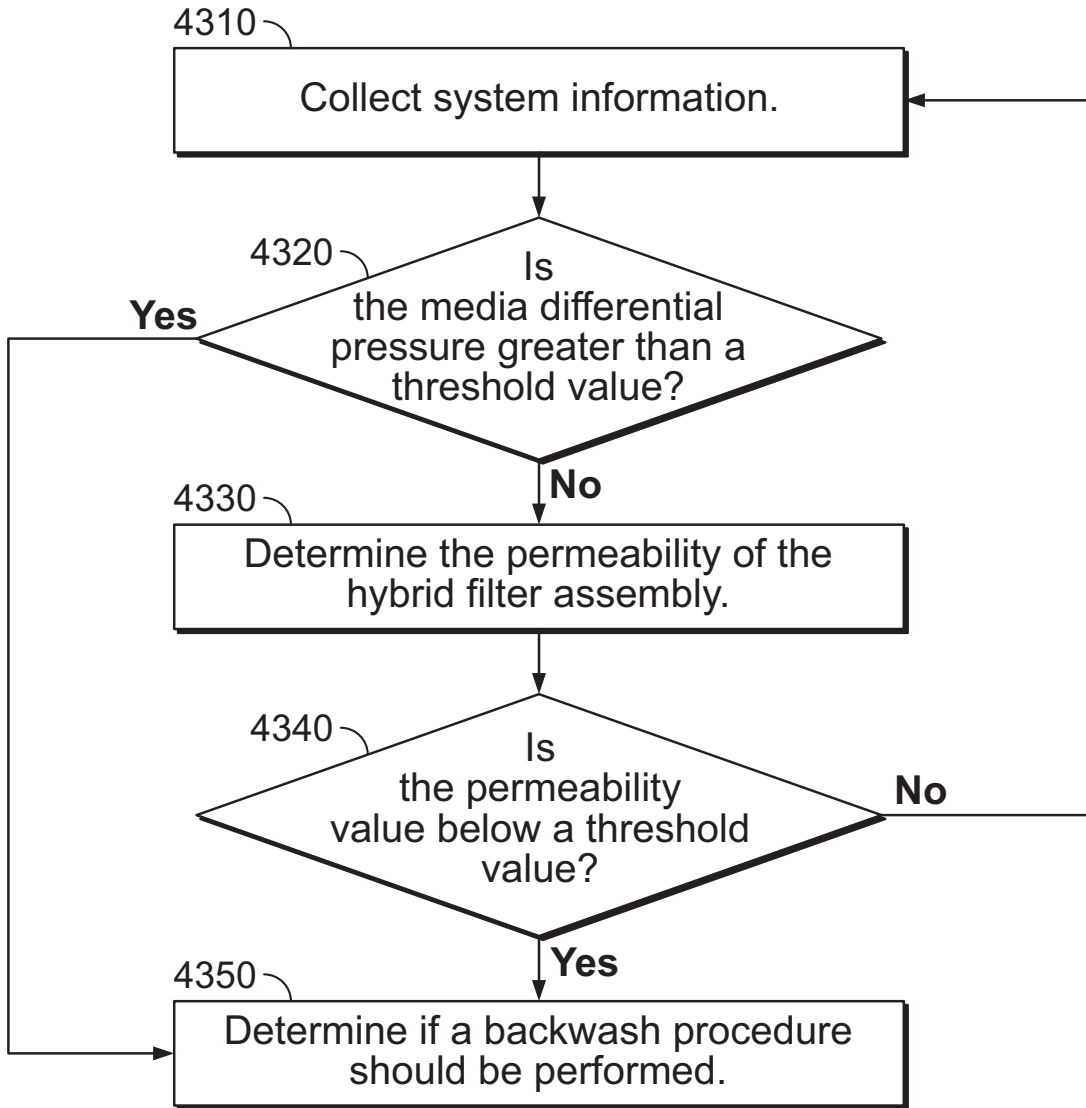 4310
Collect system information.
4320
Is
the media differential
pressure greater than a
threshold value?
Yes
No
4330
Determine the permeability of the
hybrid filter assembly.
4340
Is
the permeability
value below a threshold
value?
No
Yes
4350
Determine if a backwash procedure
should be performed.